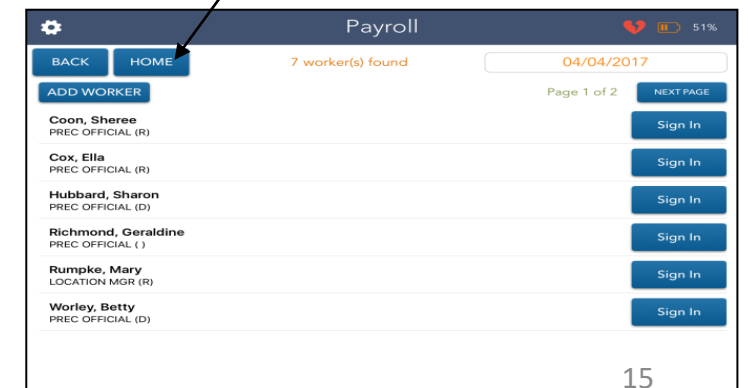 Payroll 51%
BACK HOME 7 worker(s) found 04/04/2017
ADD WORKER Page 1 of 2 NEXT PAGE
Coon, Sheree
PREC OFFICIAL (R)
Sign In
Cox, Ella
PREC OFFICIAL (R)
Sign In
Hubbard, Sharon
PREC OFFICIAL (D)
Sign In
Richmond, Geraldine
PREC OFFICIAL ( )
Sign In
Rumpke, Mary
LOCATION MGR (R)
Sign In
Worley, Betty
PREC OFFICIAL (D)
Sign In
15